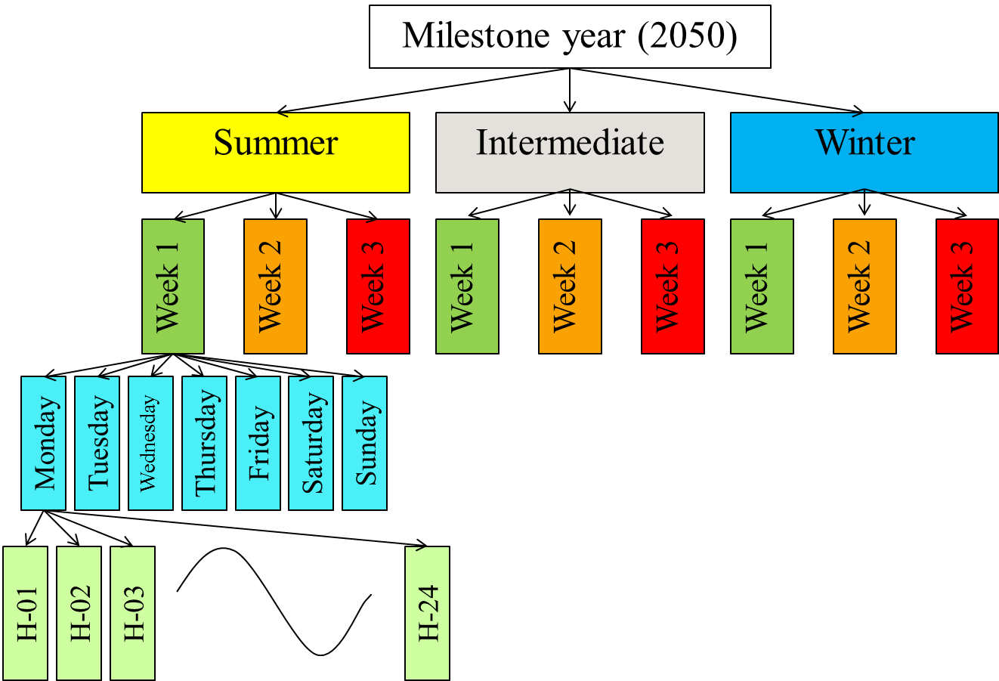 Milestone year (2050)
Summer
Intermediate
Winter
Week 1
Week 2
Week 3
Week 1
Week 2
Week 3
Week 1
Week 2
Week 3
Monday
Tuesday
Wednesday
Thursday
Friday
Saturday
Sunday
H-01
H-02
H-03
H-24